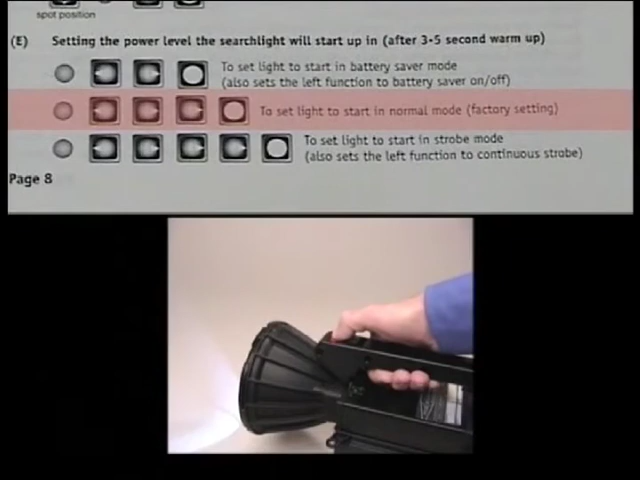 spot position
(E) Setting the power level the searchlight will start up in (after 3-5 second warm up)
To set light to start in battery saver mode
(also sets the left function to battery saver on/off)
To set light to start in normal mode (factory setting)
To set light to start in strobe mode
(also sets the left function to continuous strobe)
Page 8